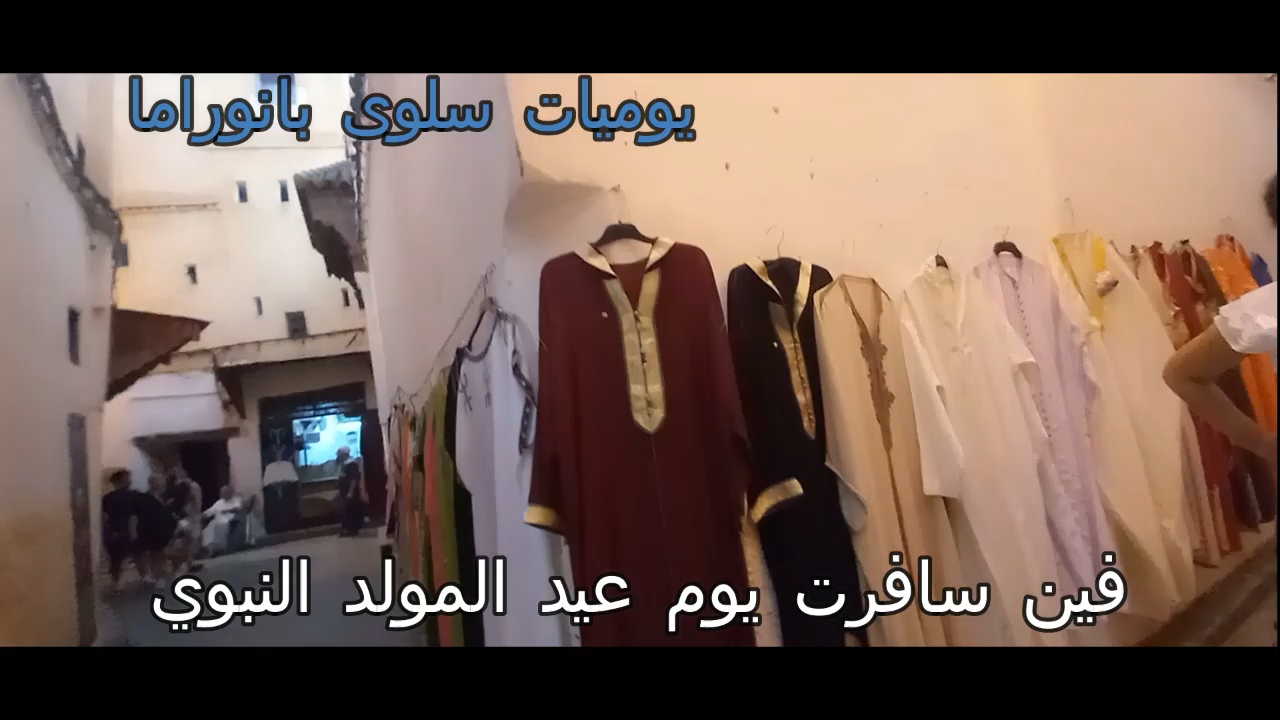 يوميات سلوى بانوراما
فين سافرت يوم عيد المولد النبوي